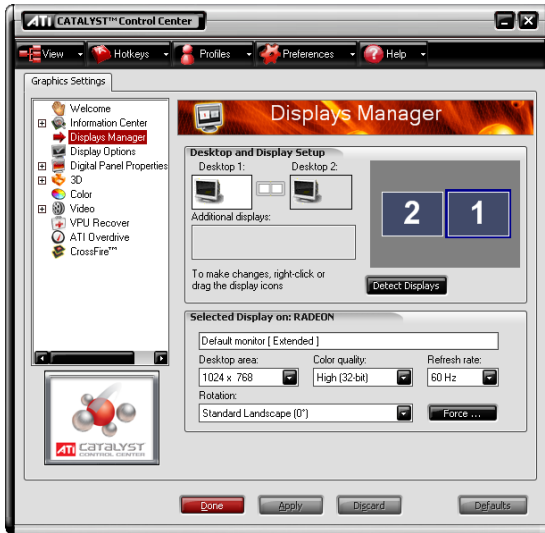 ATI CATALYST™ Control Center
View Hotkeys Profiles Preferences Help
Graphics Settings
Welcome
Information Center
Displays Manager
Display Options
Digital Panel Properties
3D
Color
Video
VPU Recover
ATI Overdrive
CrossFire™
ATI CATALYST
CONTROL CENTER
Displays Manager
Desktop and Display Setup
Desktop 1: Desktop 2:
Additional displays:
2 1
To make changes, right-click or
drag the display icons
Detect Displays
Selected Display on: RADEON
Default monitor [ Extended ]
Desktop area: Color quality: Refresh rate:
1024 x 768 High (32-bit) 60 Hz
Rotation:
Standard Landscape (0°) Force ...
Done Apply Discard Defaults